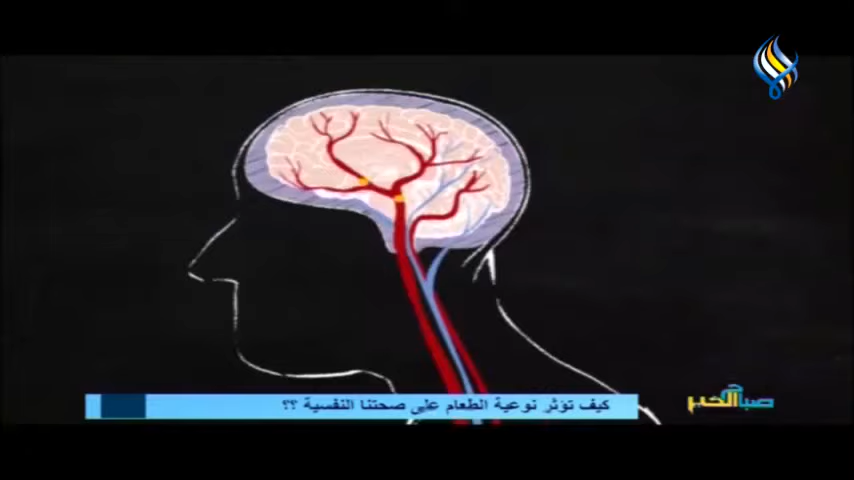 كيف تؤثر نوعية الطعام على صحتنا النفسية ؟؟
صباح الخير